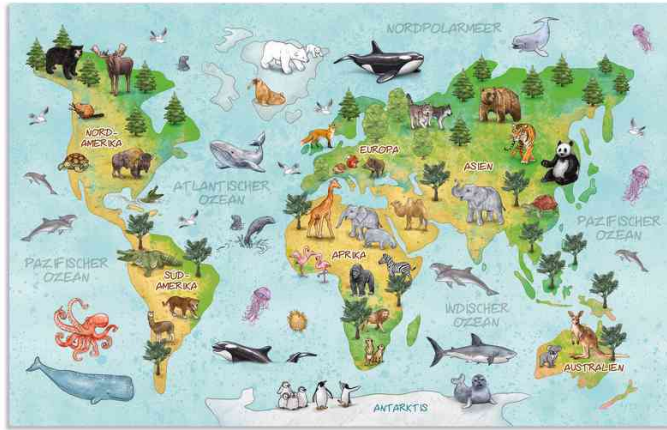 NORDPOLARMEER
NORD-
AMERIKA
EUROPA
ASIEN
ATLANTISCHER
OZEAN
PAZIFISCHER
OZEAN
PAZIFISCHER
OZEAN
AFRIKA
SÜD-
AMERIKA
INDISCHER
OZEAN
AUSTRALIEN
ANTARKTIS